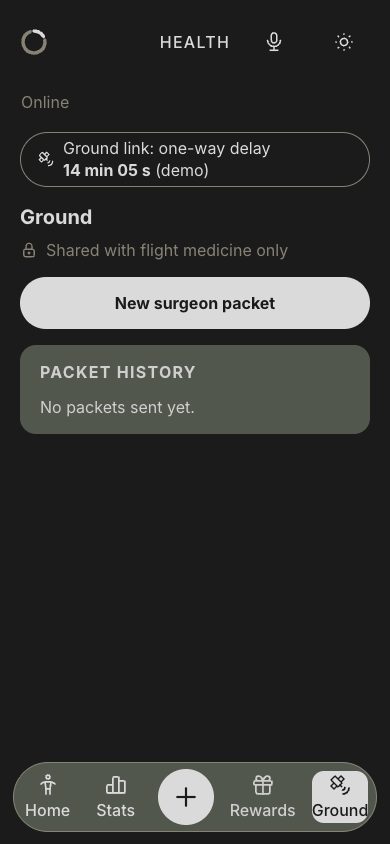 HEALTH
Online
Ground link: one-way delay
14 min 05 s (demo)
Ground
Shared with flight medicine only
New surgeon packet
PACKET HISTORY
No packets sent yet.
Home
Stats
Rewards
Ground